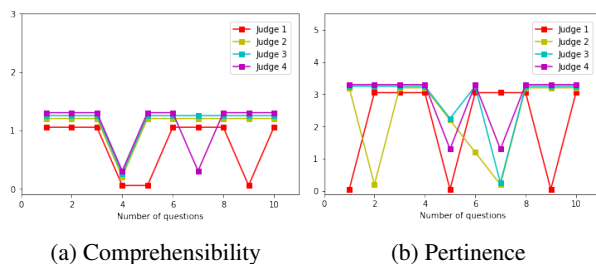 3
2
1
0
0
2
4
6
8
10
Number of questions
Judge 1
Judge 2
Judge 3
Judge 4
(a) Comprehensibility
5
4
3
2
1
0
0
2
4
6
8
10
Number of questions
Judge 1
Judge 2
Judge 3
Judge 4
(b) Pertinence